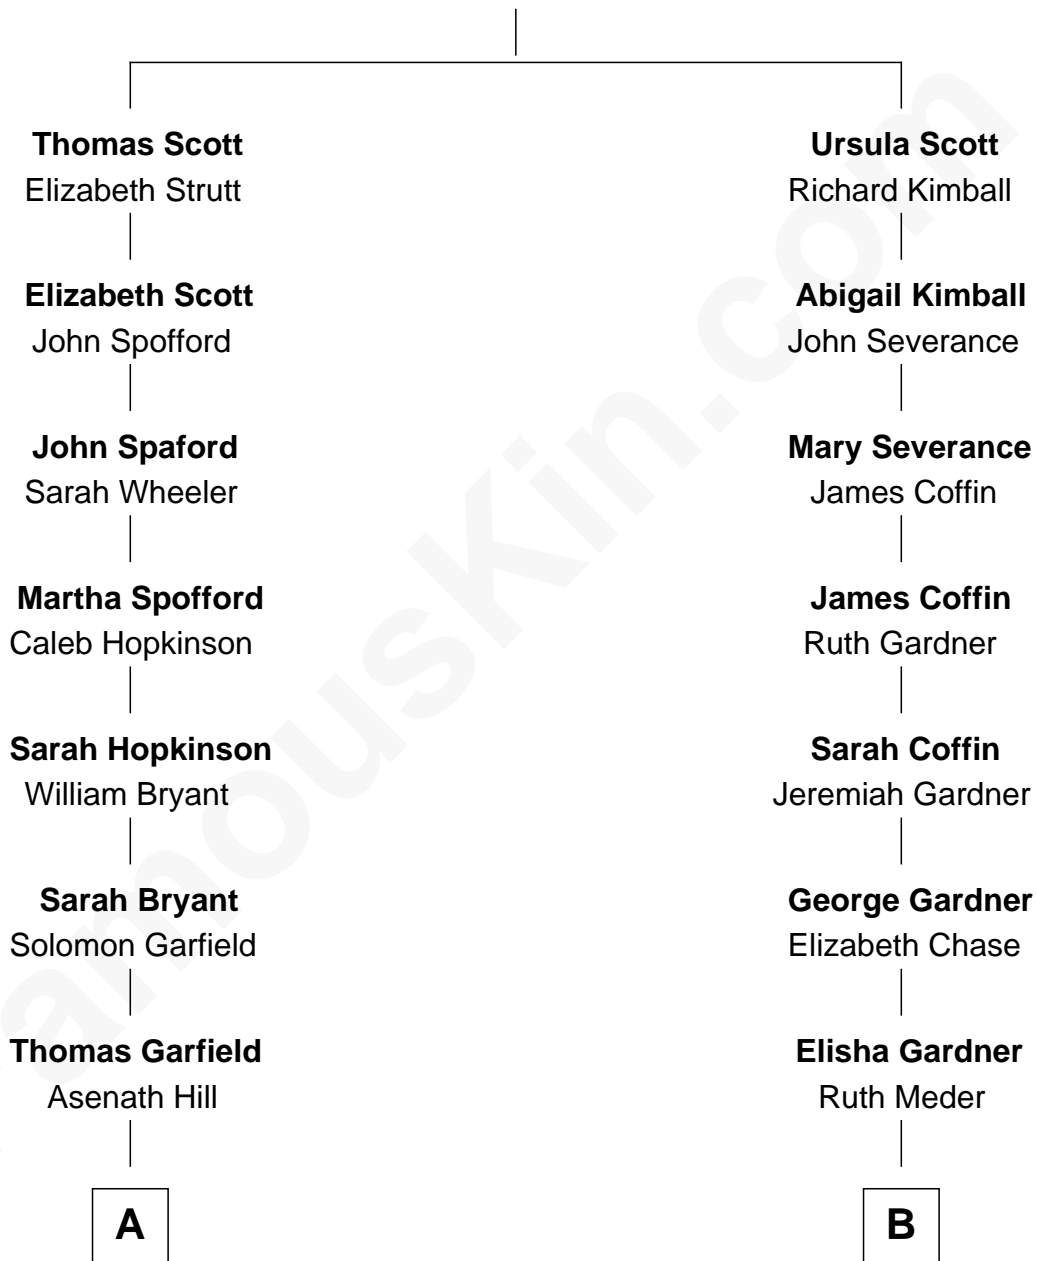 Thomas Scott
Elizabeth Strutt
Elizabeth Scott
John Spofford
John Spaford
Sarah Wheeler
Martha Spofford
Caleb Hopkinson
Sarah Hopkinson
William Bryant
Sarah Bryant
Solomon Garfield
Thomas Garfield
Asenath Hill
A
Ursula Scott
Richard Kimball
Abigail Kimball
John Severance
Mary Severance
James Coffin
James Coffin
Ruth Gardner
Sarah Coffin
Jeremiah Gardner
George Gardner
Elizabeth Chase
Elisha Gardner
Ruth Meder
B
amouskin.com